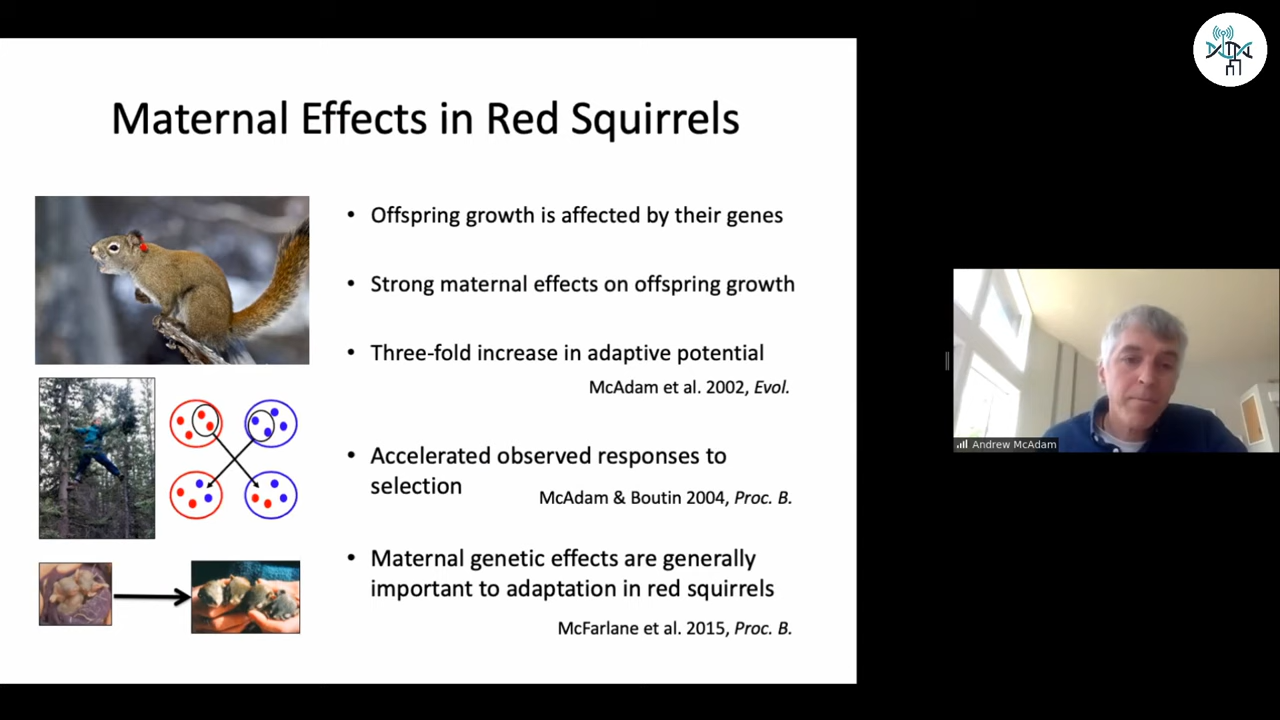 Maternal Effects in Red Squirrels
• Offspring growth is affected by their genes
• Strong maternal effects on offspring growth
• Three-fold increase in adaptive potential
McAdam et al. 2002, Evol.
• Accelerated observed responses to
selection
McAdam & Boutin 2004, Proc. B.
• Maternal genetic effects are generally
important to adaptation in red squirrels
McFarlane et al. 2015, Proc. B.
Andrew McAdam